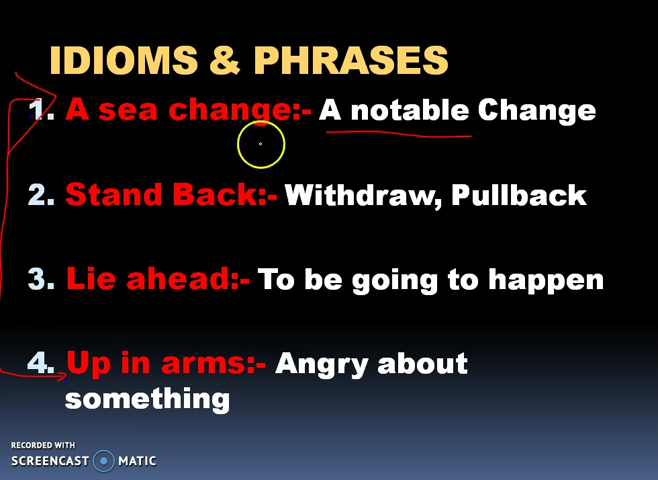 IDIOMS & PHRASES
1. A sea change:- A notable Change
2. Stand Back:- Withdraw, Pullback
3. Lie ahead:- To be going to happen
4. Up in arms:- Angry about
something
RECORDED WITH
SCREENCAST MATIC